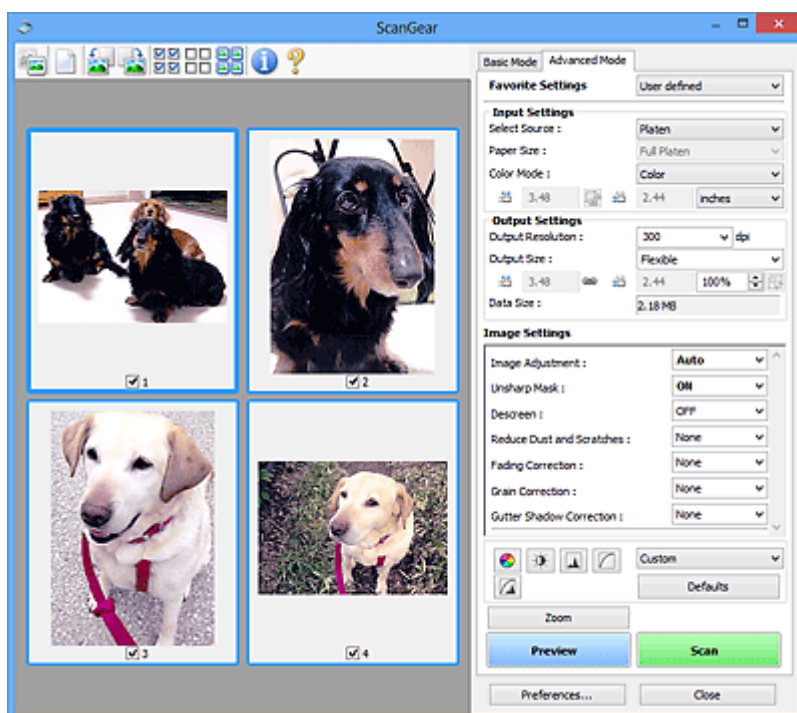 ScanGear
Basic Mode Advanced Mode
Favorite Settings User defined
Input Settings
Select Source : Platen
Paper Size : Full Platen
Color Mode : Color
3.48 2.44 inches
Output Settings
Output Resolution : 300 dpi
Output Size : Flexible
3.48 2.44 100%
Data Size : 2.18 MB
Image Settings
Image Adjustment : Auto
Unsharp Mask : ON
Descreen : OFF
Reduce Dust and Scratches : None
Fading Correction : None
Grain Correction : None
Gutter Shadow Correction : None
Custom
Defaults
Zoom
Preview Scan
Preferences... Close
1
2
3
4